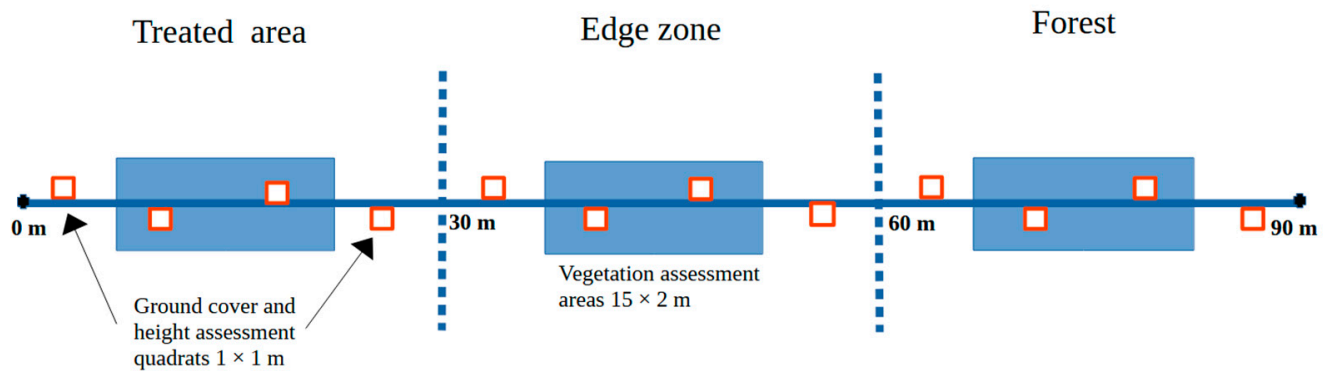 Treated area
Edge zone
Forest
0 m
30 m
60 m
90 m
Ground cover and
height assessment
quadrats 1 × 1 m
Vegetation assessment
areas 15 × 2 m